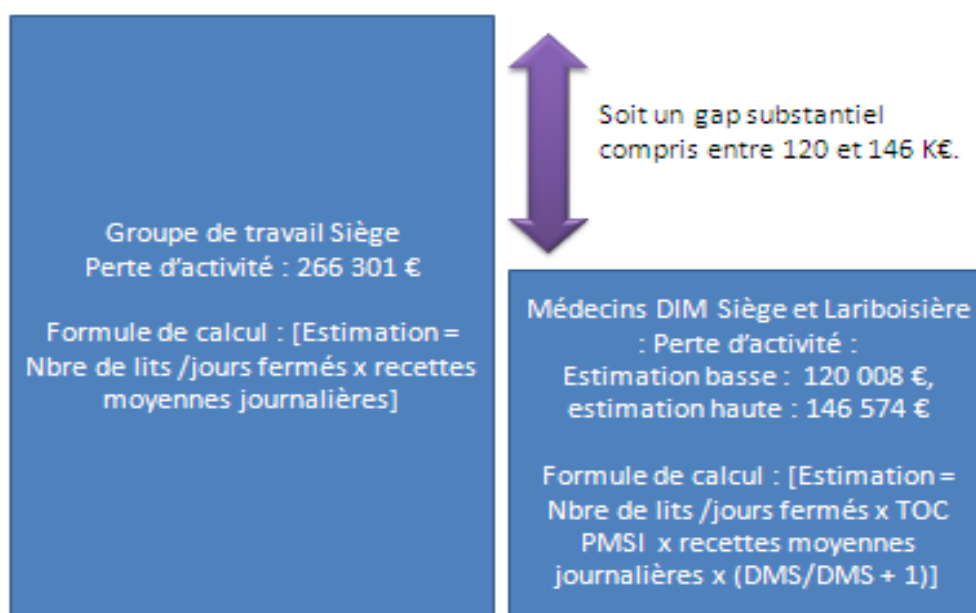 Soit un gap substantiel
compris entre 120 et 146 K€.
Groupe de travail Siège
Perte d'activité : 266 301 €
Formule de calcul : [Estimation =
Nbre de lits /jours fermés x recettes
moyennes journalières]
Médecins DIM Siège et Lariboisière
: Perte d'activité :
Estimation basse : 120 008 €,
estimation haute : 146 574 €
Formule de calcul : [Estimation =
Nbre de lits /jours fermés x TOC
PMSI x recettes moyennes
journalières x (DMS/DMS + 1)]